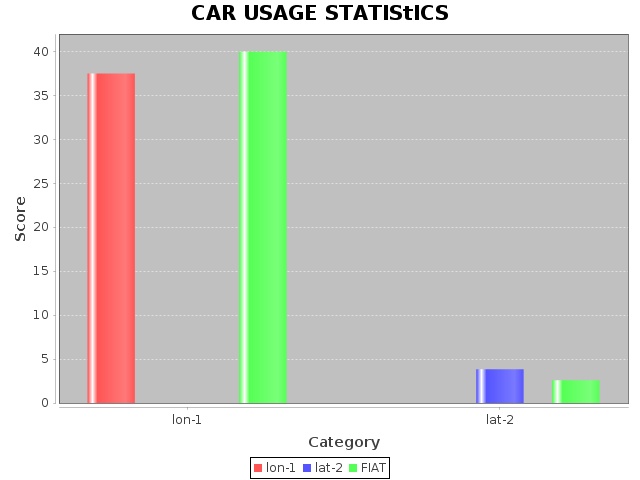 CAR USAGE STATIStICS
40
35
30
25
20
15
10
5
0
Score
lon-1 lat-2
Category
lon-1 lat-2 FIAT